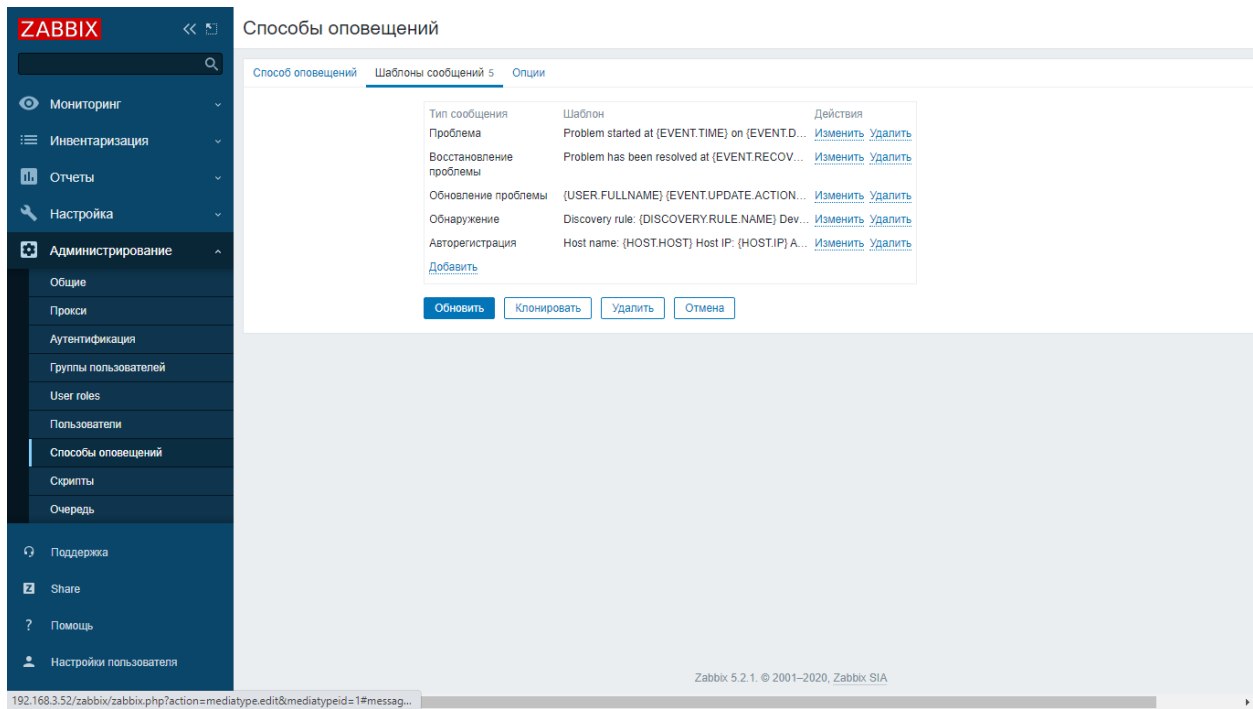 ZABBIX
Способы оповещений
Способ оповещений Шаблоны сообщений 5 Опции
Мониторинг
Инвентаризация
Отчеты
Настройка
Администрирование
Общие
Прокси
Аутентификация
Группы пользователей
User roles
Пользователи
Способы оповещений
Скрипты
Очередь
Поддержка
Z Share
? Помощь
Настройки пользователя
Тип сообщения Шаблон Действия
Проблема Problem started at {EVENT.TIME} on {EVENT.D... Изменить Удалить
Восстановление Problem has been resolved at {EVENT.RECOV... Изменить Удалить
проблемы
Обновление проблемы {USER.FULLNAME} {EVENT.UPDATE.ACTION... Изменить Удалить
Обнаружение Discovery rule: {DISCOVERY.RULE.NAME} Dev... Изменить Удалить
Авторегистрация Host name: {HOST.HOST} Host IP: {HOST.IP} A... Изменить Удалить
Добавить
Обновить Клонировать Удалить Отмена
Zabbix 5.2.1. © 2001–2020, Zabbix SIA
192.168.3.52/zabbix/zabbix.php?action=mediatype.edit&mediatypeid=1#messag...